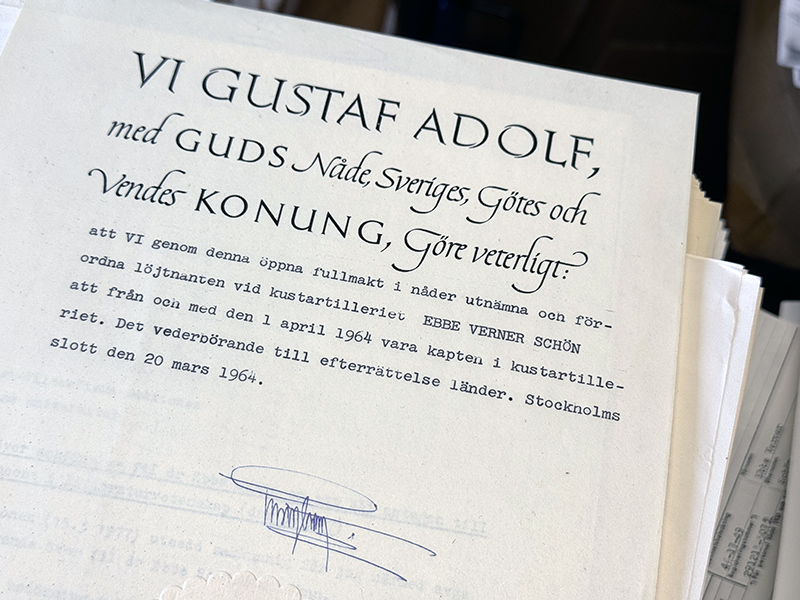 VI GUSTAF ADOLF,
med GUDS Nåde, Sveriges, Götes och
Vendes KONUNG, Göre veterligt:
att VI genom denna öppna fullmakt i nåder utnämna och för-
ordna löjtnanten vid kustartilleriet EBBE VERNER SCHÖN
att från och med den 1 april 1964 vara kapten i kustartille-
riet. Det vederbörande till efterrättelse länder. Stockholms
slott den 20 mars 1964.